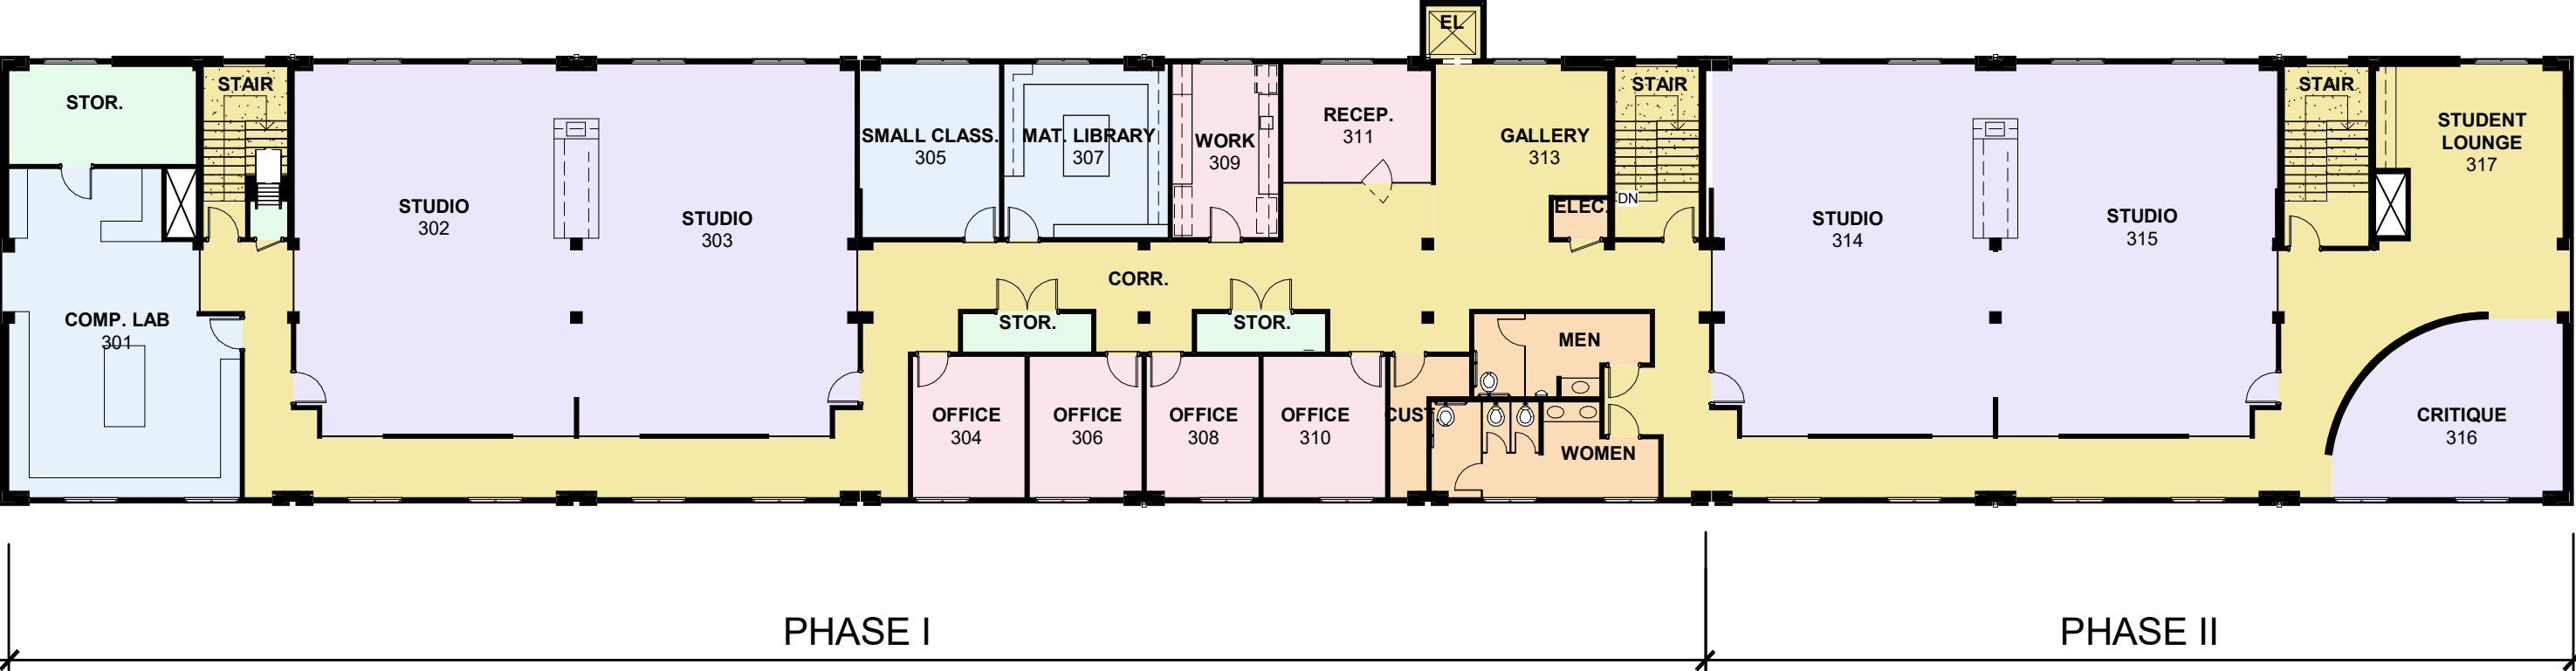 EL
STOR.
STAIR
STUDIO
302
STUDIO
303
SMALL CLASS.
305
MAT. LIBRARY
307
WORK
309
RECEP.
311
GALLERY
313
ELEC.
STAIR
DN
STUDIO
314
STUDIO
315
STAIR
STUDENT
LOUNGE
317
COMP. LAB
301
CORR.
STOR.
STOR.
OFFICE
304
OFFICE
306
OFFICE
308
OFFICE
310
CUST.
MEN
WOMEN
CRITIQUE
316
PHASE I
PHASE II